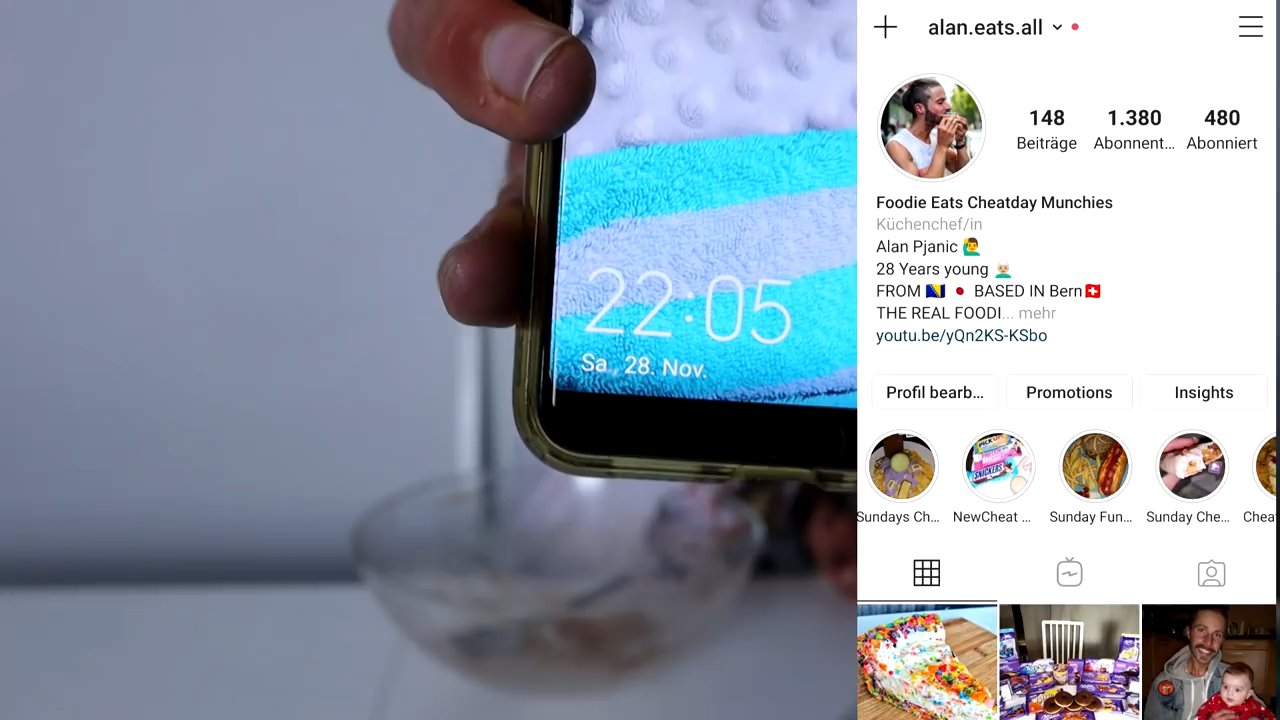 22:05
Sa., 28. Nov.
alan.eats.all
148
1.380
480
Beiträge
Abonnent...
Abonniert
Foodie Eats Cheatday Munchies
Küchenchef/in
Alan Pjanic 🙋‍♂️
28 Years young 👨🏼‍🦳
FROM 🇧🇦 🇯🇵 BASED IN Bern🇨🇭
THE REAL FOODI... mehr
youtu.be/yQn2KS-KSbo
Profil bearb...
Promotions
Insights
SNICKERS
Sundays Ch...
NewCheat ...
Sunday Fun...
Sunday Che...
Cheat